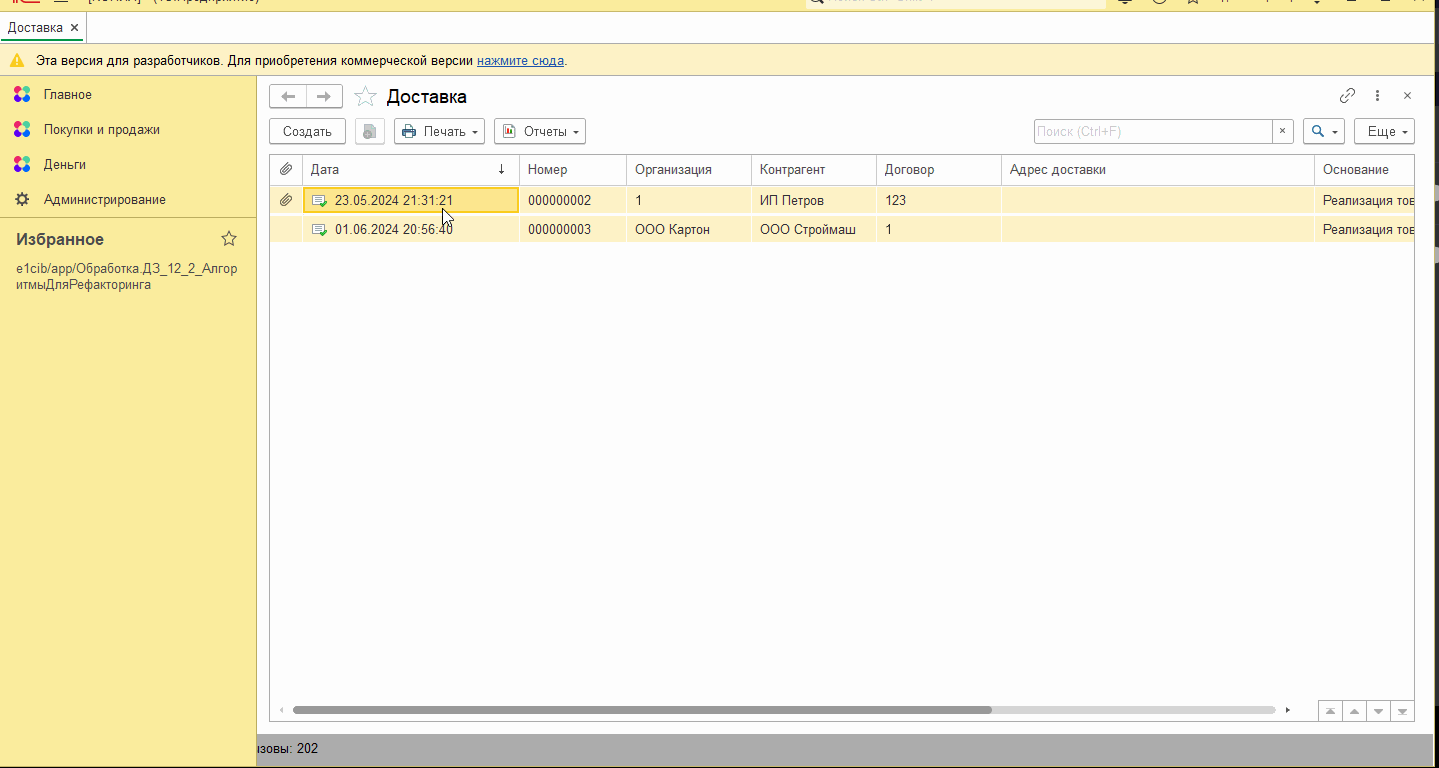 Доставка ×
Эта версия для разработчиков. Для приобретения коммерческой версии нажмите сюда.
Главное
Покупки и продажи
Деньги
Администрирование
Избранное
e1cib/app/Обработка.ДЗ_12_2_Алгор
итмыДляРефакторинга
Доставка
Создать Печать Отчеты Поиск (Ctrl+F) × Еще
Дата ↓ Номер Организация Контрагент Договор Адрес доставки Основание
23.05.2024 21:31:21 000000002 1 ИП Петров 123 Реализация тов
01.06.2024 20:56:40 000000003 ООО Картон ООО Строймаш 1 Реализация тов
зовы: 202